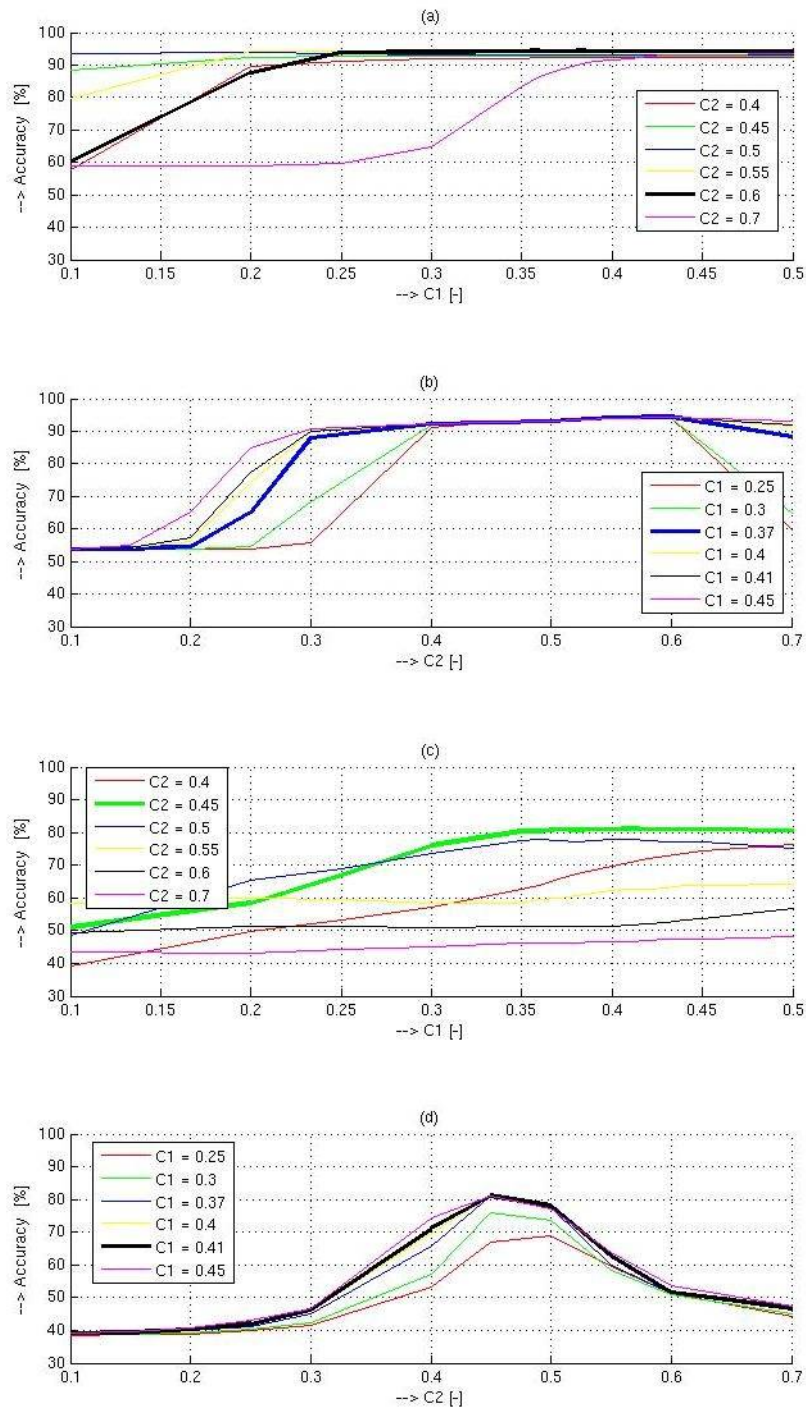 (a)
100
90
80
70
60
50
40
30
--> Accuracy [%]
C2 = 0.4
C2 = 0.45
C2 = 0.5
C2 = 0.55
C2 = 0.6
C2 = 0.7
0.1 0.15 0.2 0.25 0.3 0.35 0.4 0.45 0.5
--> C1 [-]
(b)
100
90
80
70
60
50
40
30
--> Accuracy [%]
C1 = 0.25
C1 = 0.3
C1 = 0.37
C1 = 0.4
C1 = 0.41
C1 = 0.45
0.1 0.2 0.3 0.4 0.5 0.6 0.7
--> C2 [-]
(c)
100
90
80
70
60
50
40
30
--> Accuracy [%]
C2 = 0.4
C2 = 0.45
C2 = 0.5
C2 = 0.55
C2 = 0.6
C2 = 0.7
0.1 0.15 0.2 0.25 0.3 0.35 0.4 0.45 0.5
--> C1 [-]
(d)
100
90
80
70
60
50
40
30
--> Accuracy [%]
C1 = 0.25
C1 = 0.3
C1 = 0.37
C1 = 0.4
C1 = 0.41
C1 = 0.45
0.1 0.2 0.3 0.4 0.5 0.6 0.7
--> C2 [-]